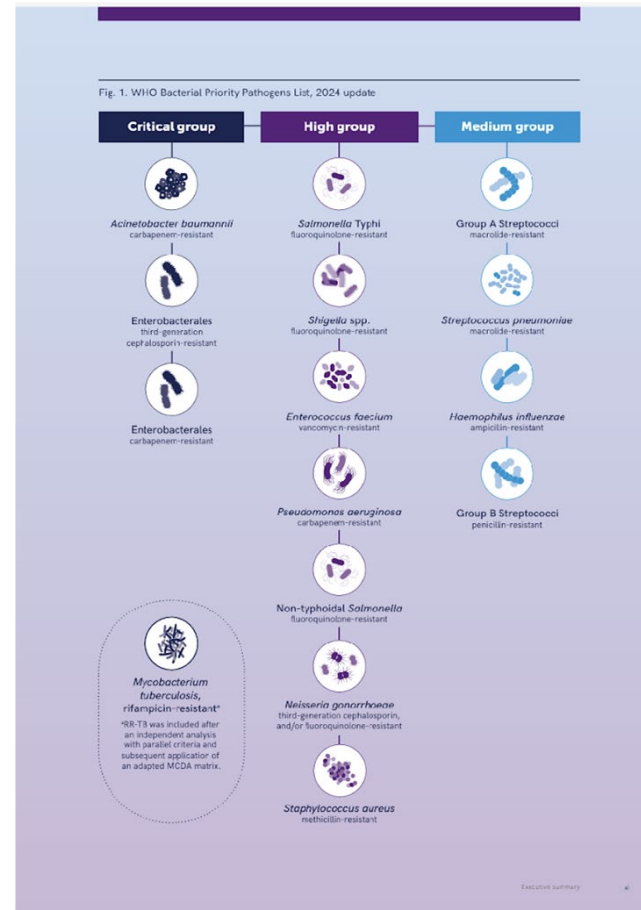 Fig. 1. WHO Bacterial Priority Pathogens List, 2024 update
Critical group
High group
Medium group
Acinetobacter baumannii
carbapenem-resistant
Enterobacterales
third-generation
cephalosporin-resistant
Enterobacterales
carbapenem-resistant
Mycobacterium
tuberculosis,
rifampicin-resistantᵃ
ᵃRR-TB was included after
an independent analysis
with parallel criteria and
subsequent application of
an adapted MCDA matrix.
Salmonella Typhi
fluoroquinolone-resistant
Shigella spp.
fluoroquinolone-resistant
Enterococcus faecium
vancomycin-resistant
Pseudomonas aeruginosa
carbapenem-resistant
Non-typhoidal Salmonella
fluoroquinolone-resistant
Neisseria gonorrhoeae
third-generation cephalosporin,
and/or fluoroquinolone-resistant
Staphylococcus aureus
methicillin-resistant
Group A Streptococci
macrolide-resistant
Streptococcus pneumoniae
macrolide-resistant
Haemophilus influenzae
ampicillin-resistant
Group B Streptococci
penicillin-resistant
Executive summary